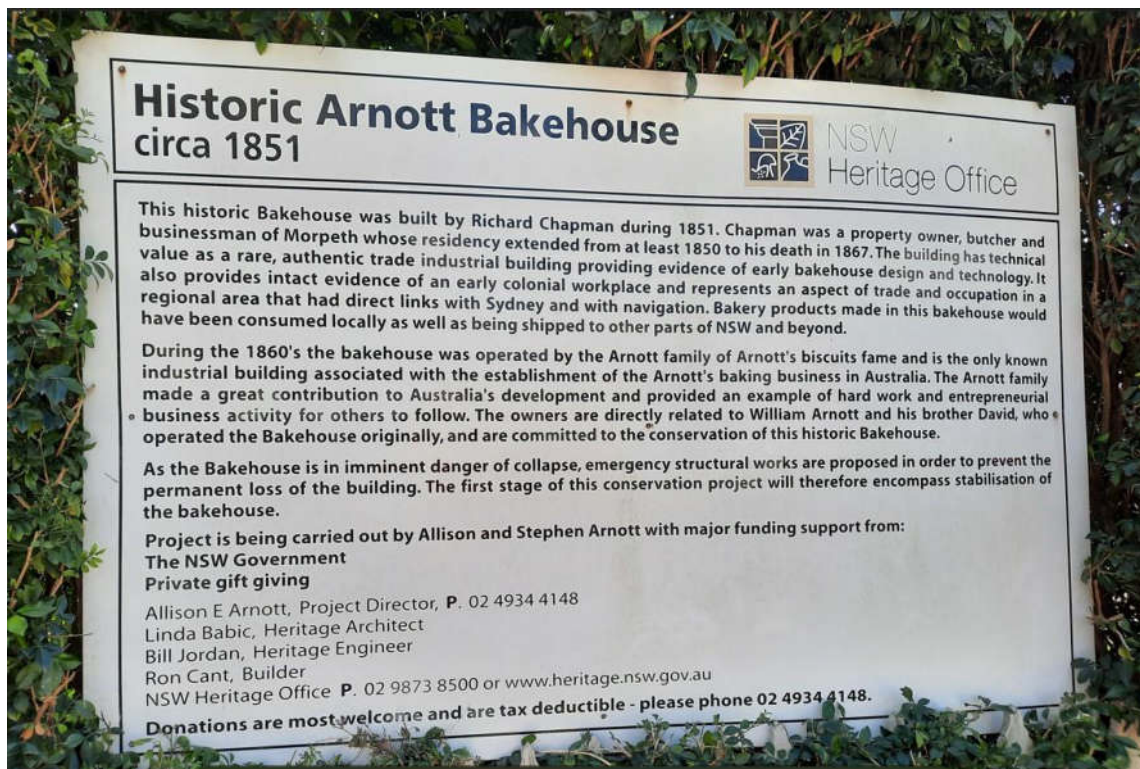 Historic Arnott Bakehouse
circa 1851
NSW
Heritage Office
This historic Bakehouse was built by Richard Chapman during 1851. Chapman was a property owner, butcher and
businessman of Morpeth whose residency extended from at least 1850 to his death in 1867. The building has technical
value as a rare, authentic trade industrial building providing evidence of early bakehouse design and technology. It
also provides intact evidence of an early colonial workplace and represents an aspect of trade and occupation in a
regional area that had direct links with Sydney and with navigation. Bakery products made in this bakehouse would
have been consumed locally as well as being shipped to other parts of NSW and beyond.
During the 1860's the bakehouse was operated by the Arnott family of Arnott's biscuits fame and is the only known
industrial building associated with the establishment of the Arnott's baking business in Australia. The Arnott family
made a great contribution to Australia's development and provided an example of hard work and entrepreneurial
business activity for others to follow. The owners are directly related to William Arnott and his brother David, who
operated the Bakehouse originally, and are committed to the conservation of this historic Bakehouse.
As the Bakehouse is in imminent danger of collapse, emergency structural works are proposed in order to prevent the
permanent loss of the building. The first stage of this conservation project will therefore encompass stabilisation of
the bakehouse.
Project is being carried out by Allison and Stephen Arnott with major funding support from:
The NSW Government
Private gift giving
Allison E Arnott, Project Director, P. 02 4934 4148
Linda Babic, Heritage Architect
Bill Jordan, Heritage Engineer
Ron Cant, Builder
NSW Heritage Office P. 02 9873 8500 or www.heritage.nsw.gov.au
Donations are most welcome and are tax deductible - please phone 02 4934 4148.